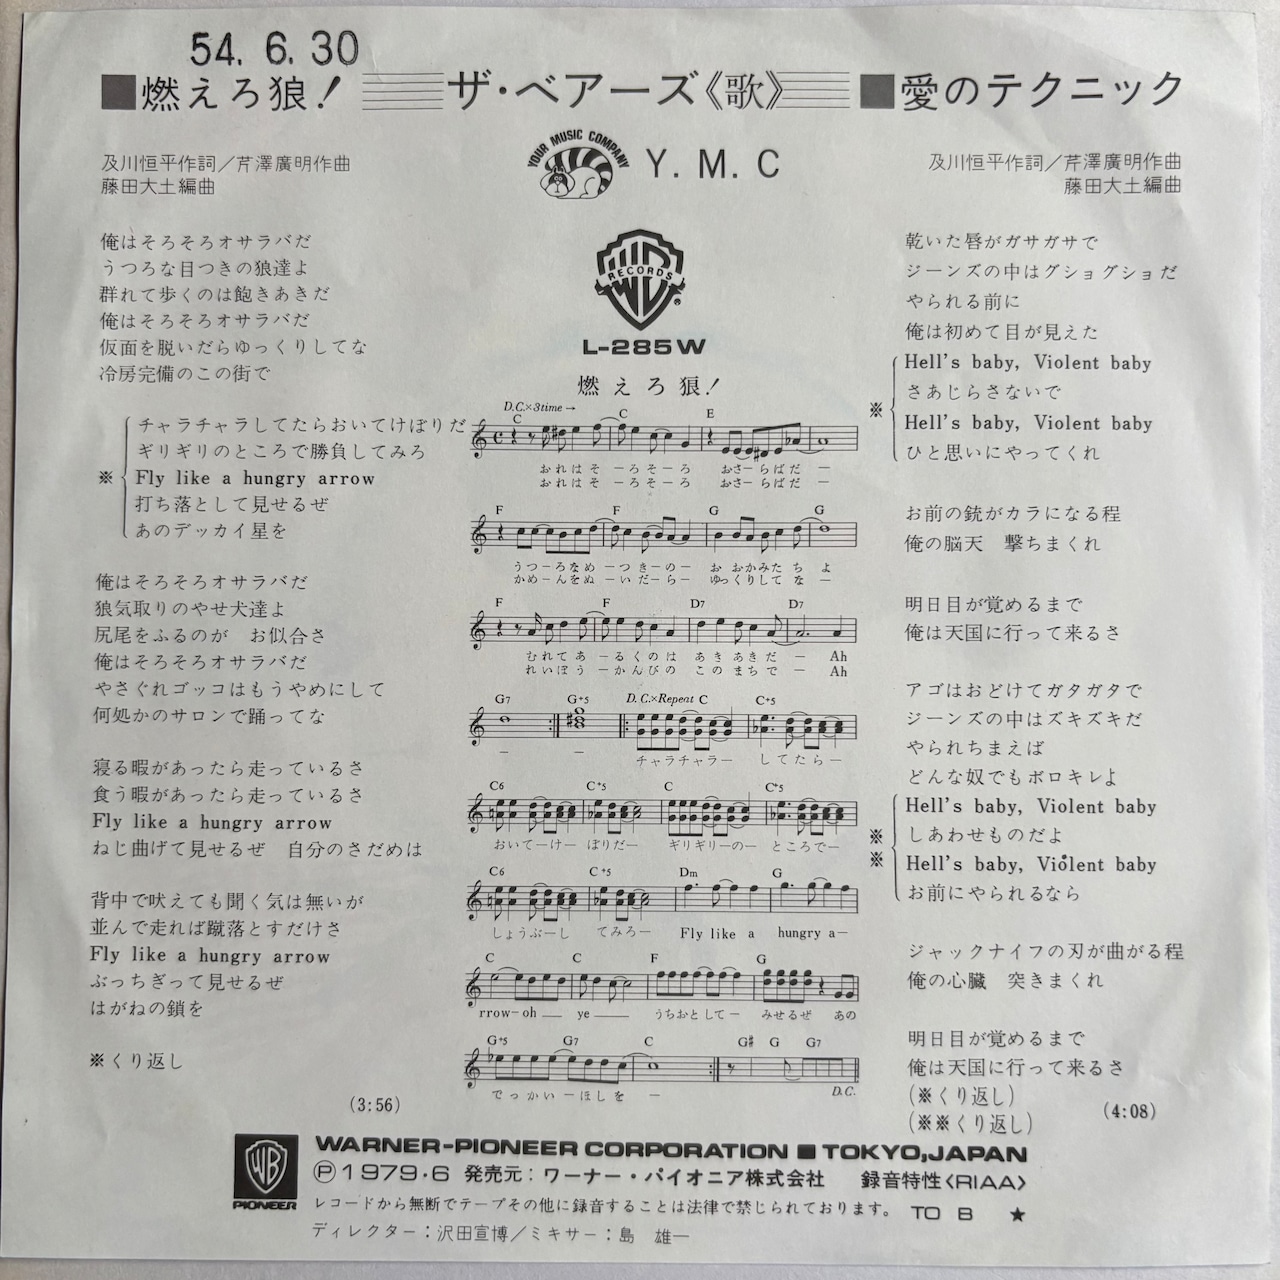 54. 6. 30
■燃えろ狼！ ザ・ベアーズ《歌》 ■愛のテクニック
YOUR MUSIC COMPANY
Y. M. C
及川恒平作詞／芹澤廣明作曲
藤田大土編曲
俺はそろそろオサラバだ
うつろな目つきの狼達よ
群れて歩くのは飽きあきだ
俺はそろそろオサラバだ
仮面を脱いだらゆっくりしてな
冷房完備のこの街で
チャラチャラしてたらおいてけぼりだ
ギリギリのところで勝負してみろ
※ Fly like a hungry arrow
打ち落として見せるぜ
あのデッカイ星を
俺はそろそろオサラバだ
狼気取りのやせ犬達よ
尻尾をふるのが　お似合さ
俺はそろそろオサラバだ
やさぐれゴッコはもうやめにして
何処かのサロンで踊ってな
寝る暇があったら走っているさ
食う暇があったら走っているさ
Fly like a hungry arrow
ねじ曲げて見せるぜ　自分のさだめは
背中で吠えても聞く気は無いが
並んで走れば蹴落とすだけさ
Fly like a hungry arrow
ぶっちぎって見せるぜ
はがねの鎖を
※くり返し
(3:56)
WB RECORDS ®
L-285W
燃えろ狼！
D.C.×3time→
C C E
おれはそ－ろそ－ろ おさ－らばだ－
おれはそ－ろそ－ろ おさ－らばだ－
F F G G
うつ－ろなめ－つき－の－ お おかみたち よ
かめ－んをぬ－いだ－ら－ ゆっくりして な－
F F D7 D7
むれてあ－るくのは あきあきだ－ Ah
れいぼう－かんびの このまちで－ Ah
G7 G+5 D.C.×Repeat C C+5
－ － チャラチャラ－ してたら－
C6 C+5 C C+5
おいて－け－ ぼりだ－ ギリギリ－の－ ところで－
C6 C+5 Dm G
しょうぶ－し てみろ－ Fly like a hungry a－
C C F G
rrow－oh ye うちおとして－ みせるぜ あの
G+5 G7 C G# G G7
でっかい－ほしを －
D.C.
及川恒平作詞／芹澤廣明作曲
藤田大土編曲
乾いた唇がガサガサで
ジーンズの中はグショグショだ
やられる前に
俺は初めて目が見えた
Hell's baby, Violent baby
※ さあじらさないで
Hell's baby, Violent baby
ひと思いにやってくれ
お前の銃がカラになる程
俺の脳天　撃ちまくれ
明日目が覚めるまで
俺は天国に行って来るさ
アゴはおどけてガタガタで
ジーンズの中はズキズキだ
やられちまえば
どんな奴でもボロキレよ
Hell's baby, Violent baby
※※ しあわせものだよ
Hell's baby, Violent baby
お前にやられるなら
ジャックナイフの刃が曲がる程
俺の心臓　突きまくれ
明日目が覚めるまで
俺は天国に行って来るさ
(※くり返し)
(※※くり返し)
(4:08)
WB PIONEER
WARNER-PIONEER CORPORATION ■ TOKYO,JAPAN
Ⓟ1979・6 発売元：ワーナー・パイオニア株式会社　録音特性〈RIAA〉
レコードから無断でテープその他に録音することは法律で禁じられております。 TO B ★
ディレクター：沢田宣博／ミキサー：島　雄一